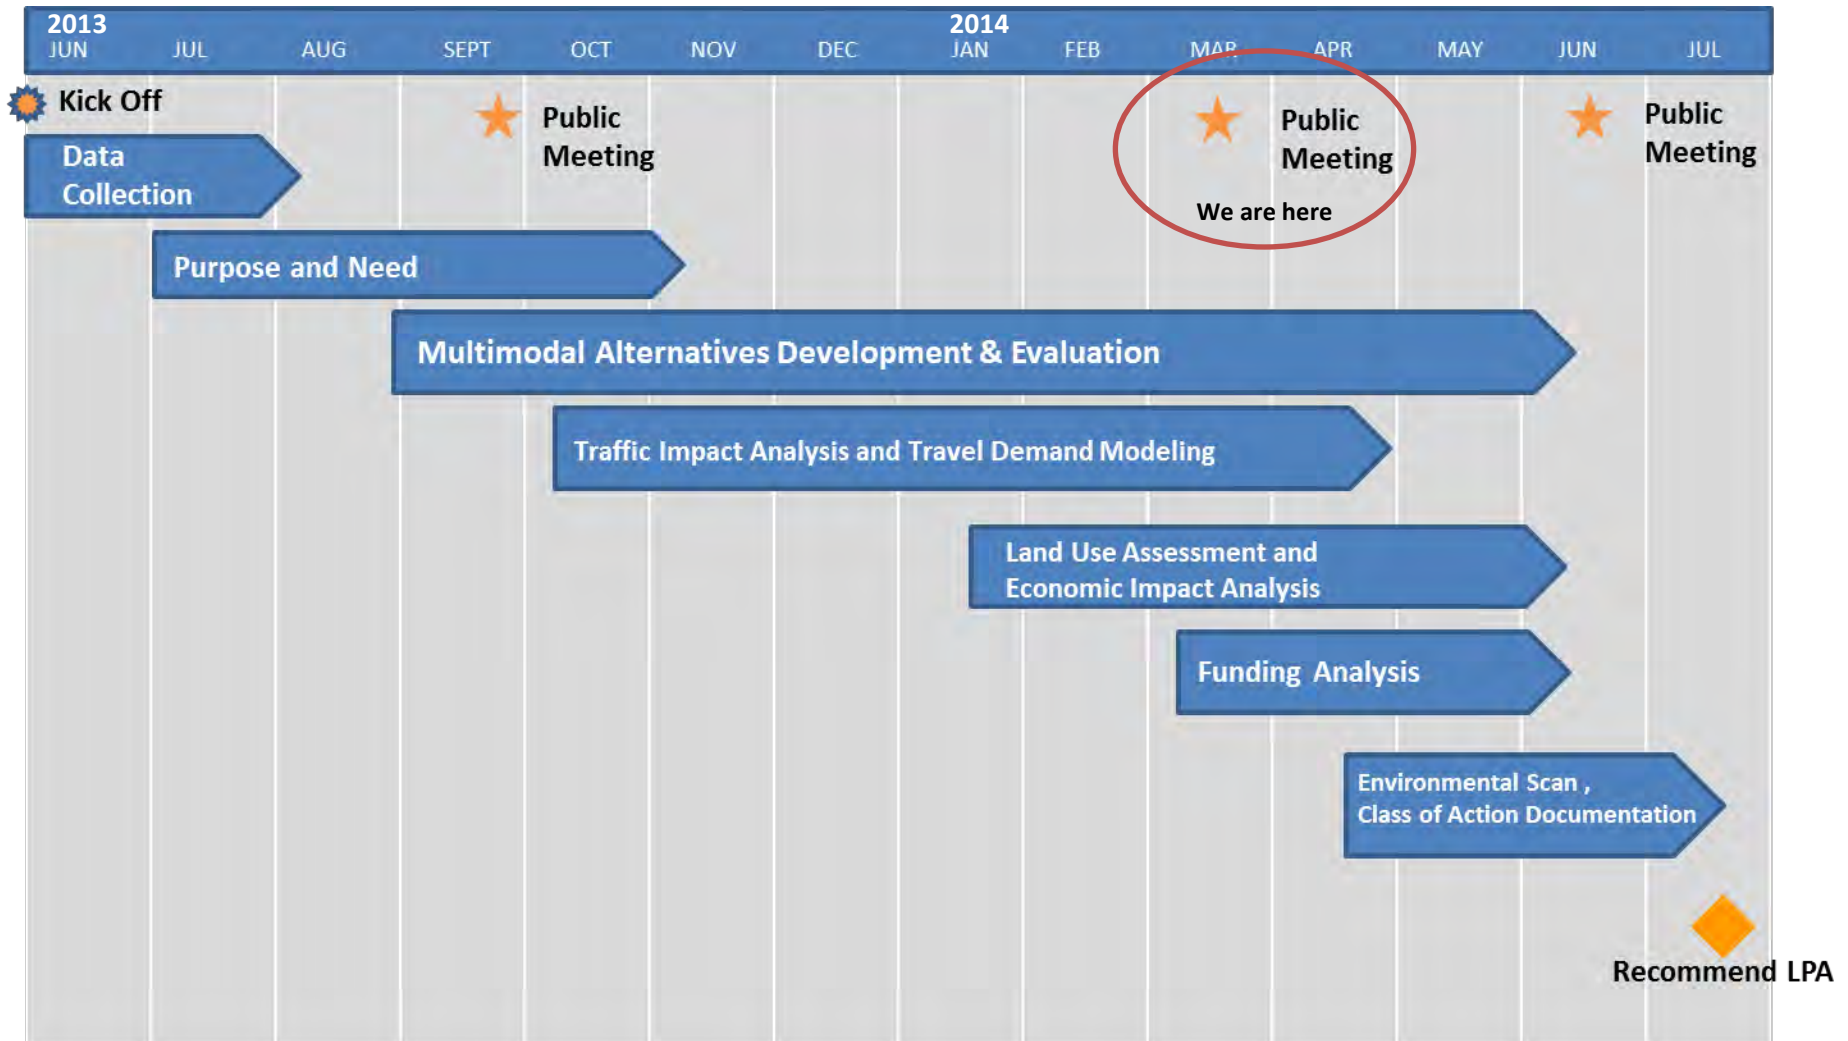 2013
2014
JUN JUL AUG SEPT OCT NOV DEC JAN FEB MAR APR MAY JUN JUL
Kick Off
Public
Meeting
Public
Meeting
We are here
Public
Meeting
Data
Collection
Purpose and Need
Multimodal Alternatives Development & Evaluation
Traffic Impact Analysis and Travel Demand Modeling
Land Use Assessment and
Economic Impact Analysis
Funding Analysis
Environmental Scan ,
Class of Action Documentation
Recommend LPA